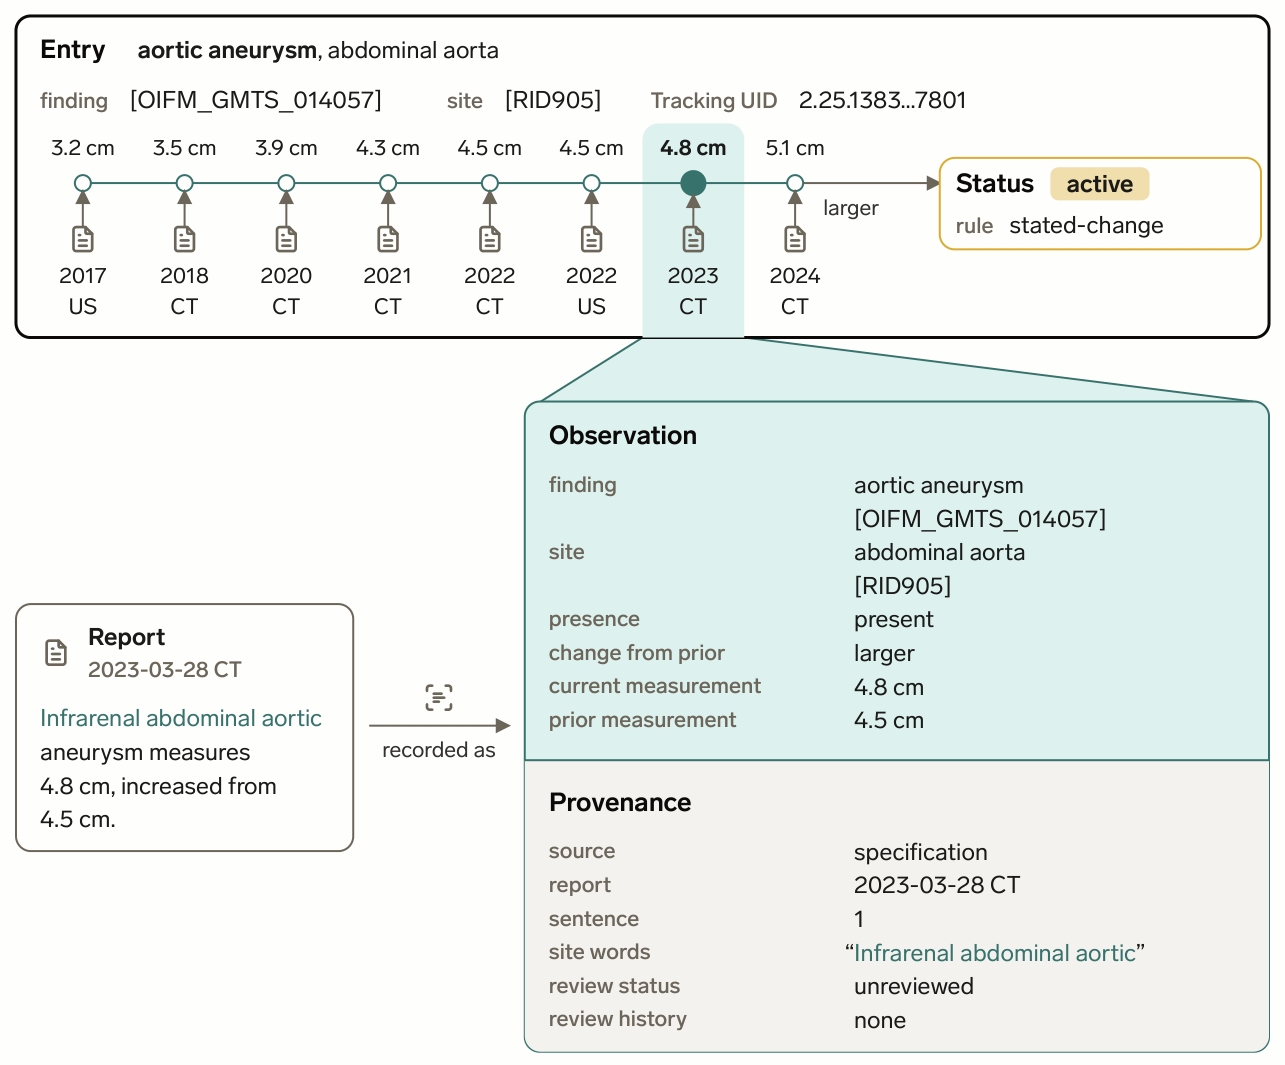 Entry aortic aneurysm, abdominal aorta
finding [OIFM_GMTS_014057] site [RID905] Tracking UID 2.25.1383...7801
3.2 cm 3.5 cm 3.9 cm 4.3 cm 4.5 cm 4.5 cm 4.8 cm 5.1 cm
Status active
larger
rule stated-change
2017 2018 2020 2021 2022 2022 2023 2024
US CT CT CT CT US CT CT
Observation
finding aortic aneurysm
[OIFM_GMTS_014057]
site abdominal aorta
[RID905]
presence present
change from prior larger
current measurement 4.8 cm
prior measurement 4.5 cm
Report
2023-03-28 CT
Infrarenal abdominal aortic
aneurysm measures
4.8 cm, increased from
4.5 cm.
recorded as
Provenance
source specification
report 2023-03-28 CT
sentence 1
site words “Infrarenal abdominal aortic”
review status unreviewed
review history none